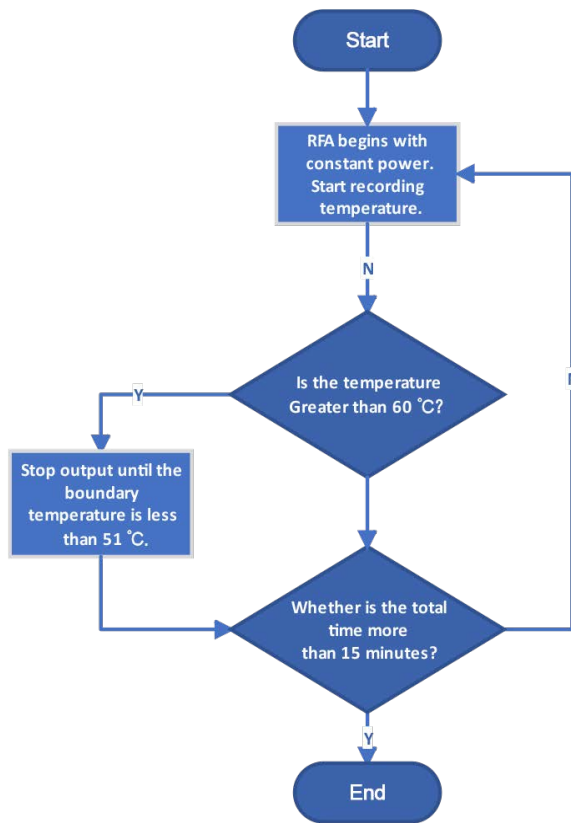 Start
RFA begins with
constant power.
Start recording
temperature.
N
Is the temperature
Greater than 60 ℃?
Y
Stop output until the
boundary
temperature is less
than 51 ℃.
Whether is the total
time more
than 15 minutes?
Y
End